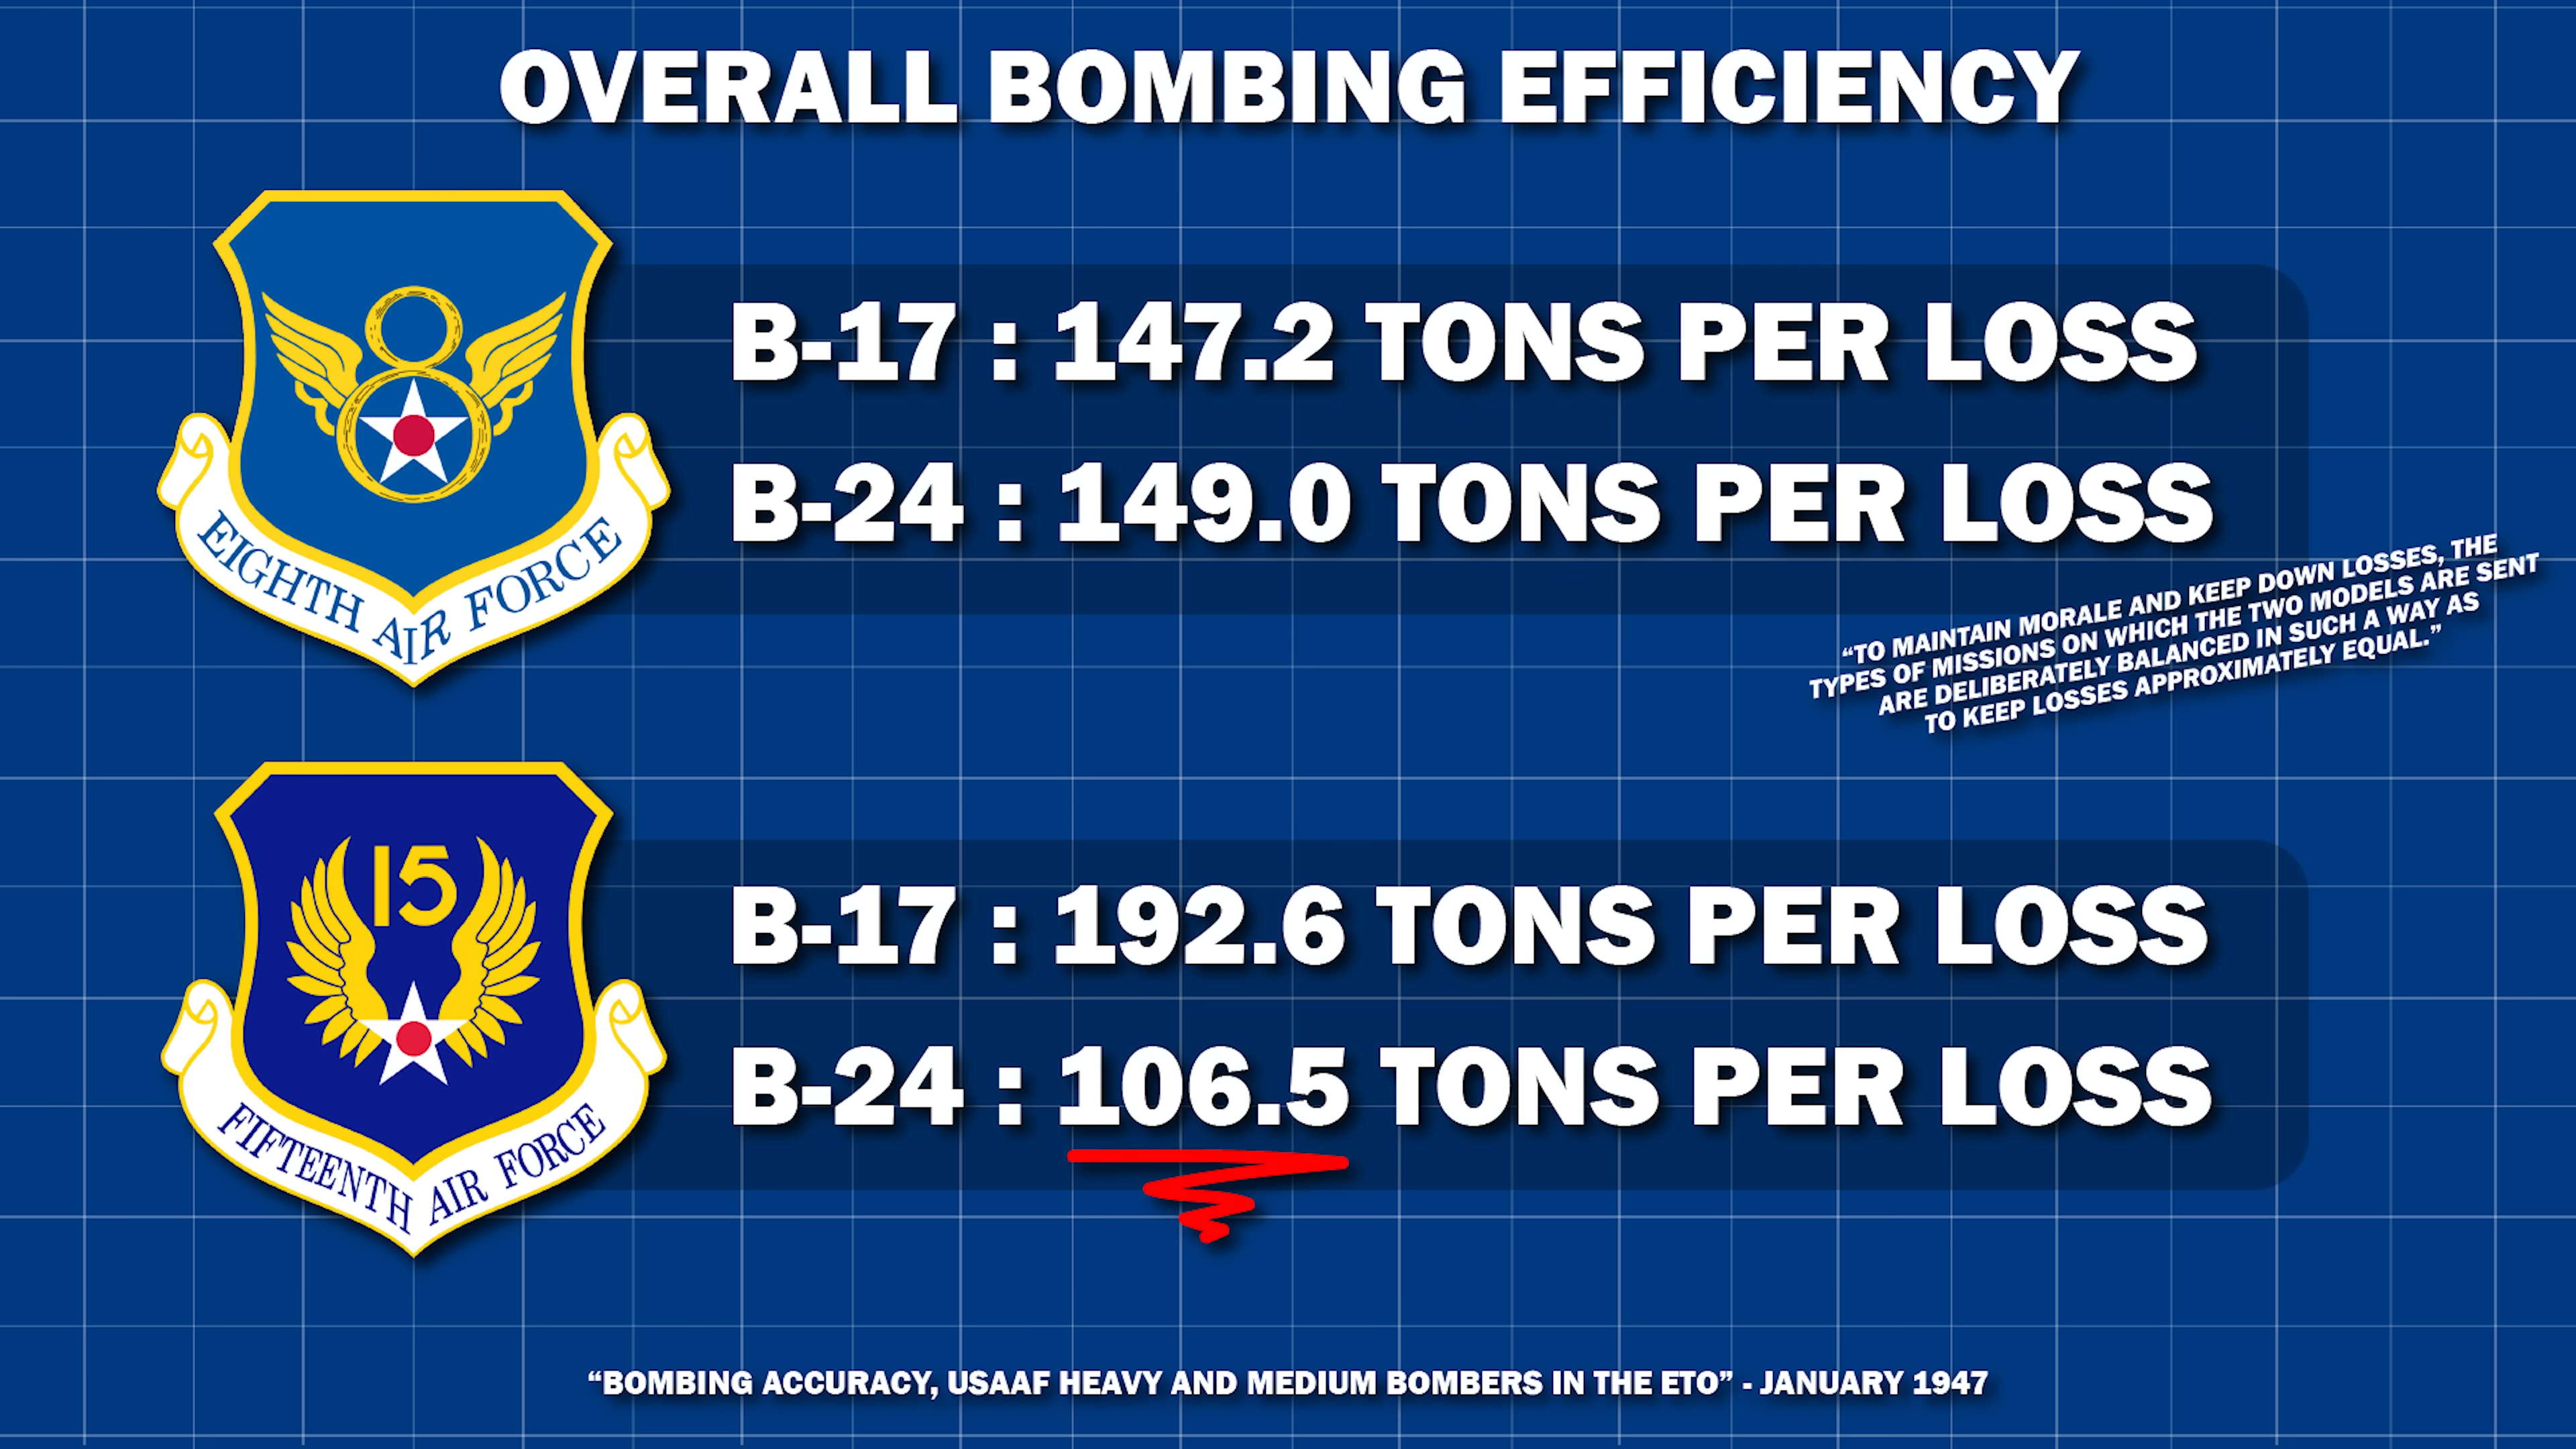 OVERALL BOMBING EFFICIENCY
B-17 : 147.2 TONS PER LOSS
B-24 : 149.0 TONS PER LOSS
EIGHTH AIR FORCE
“TO MAINTAIN MORALE AND KEEP DOWN LOSSES, THE
TYPES OF MISSIONS ON WHICH THE TWO MODELS ARE SENT
ARE DELIBERATELY BALANCED IN SUCH A WAY AS
TO KEEP LOSSES APPROXIMATELY EQUAL.”
15
B-17 : 192.6 TONS PER LOSS
B-24 : 106.5 TONS PER LOSS
FIFTEENTH AIR FORCE
“BOMBING ACCURACY, USAAF HEAVY AND MEDIUM BOMBERS IN THE ETO” - JANUARY 1947